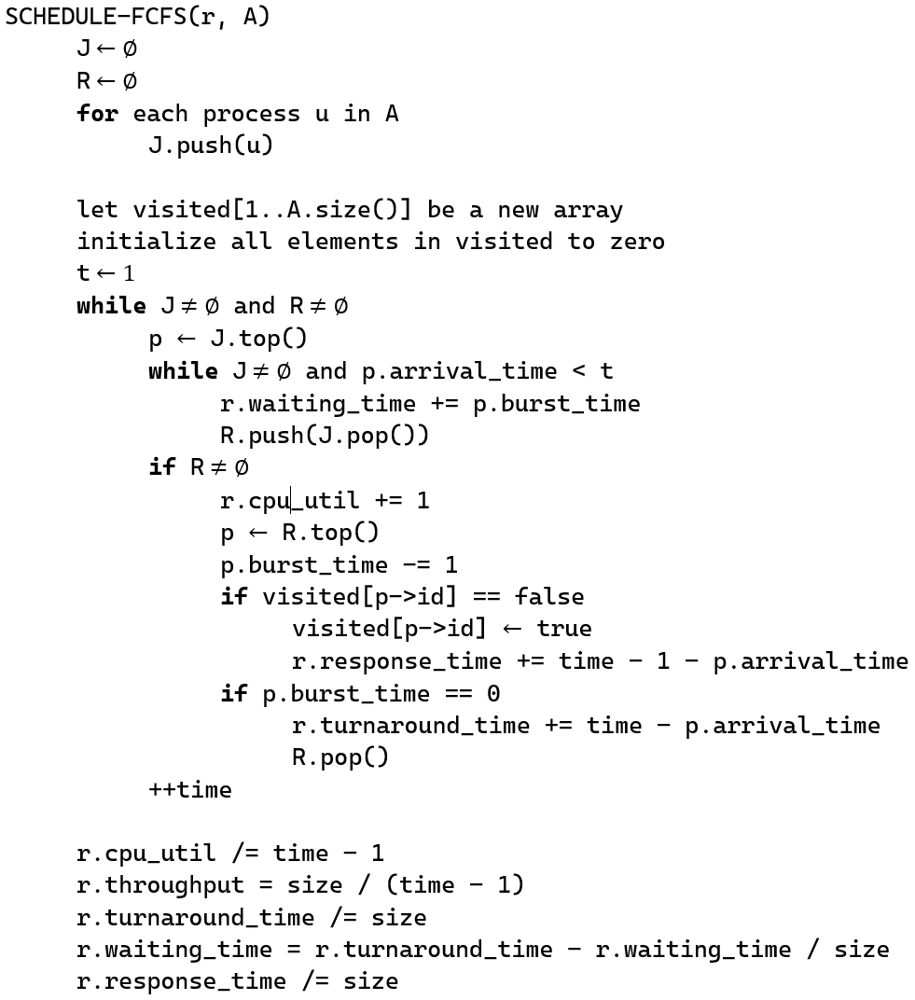 SCHEDULE-FCFS(r, A)
J ← ∅
R ← ∅
for each process u in A
J.push(u)
let visited[1..A.size()] be a new array
initialize all elements in visited to zero
t ← 1
while J ≠ ∅ and R ≠ ∅
p ← J.top()
while J ≠ ∅ and p.arrival_time < t
r.waiting_time += p.burst_time
R.push(J.pop())
if R ≠ ∅
r.cpu_util += 1
p ← R.top()
p.burst_time -= 1
if visited[p->id] == false
visited[p->id] ← true
r.response_time += time - 1 - p.arrival_time
if p.burst_time == 0
r.turnaround_time += time - p.arrival_time
R.pop()
++time
r.cpu_util /= time - 1
r.throughput = size / (time - 1)
r.turnaround_time /= size
r.waiting_time = r.turnaround_time - r.waiting_time / size
r.response_time /= size